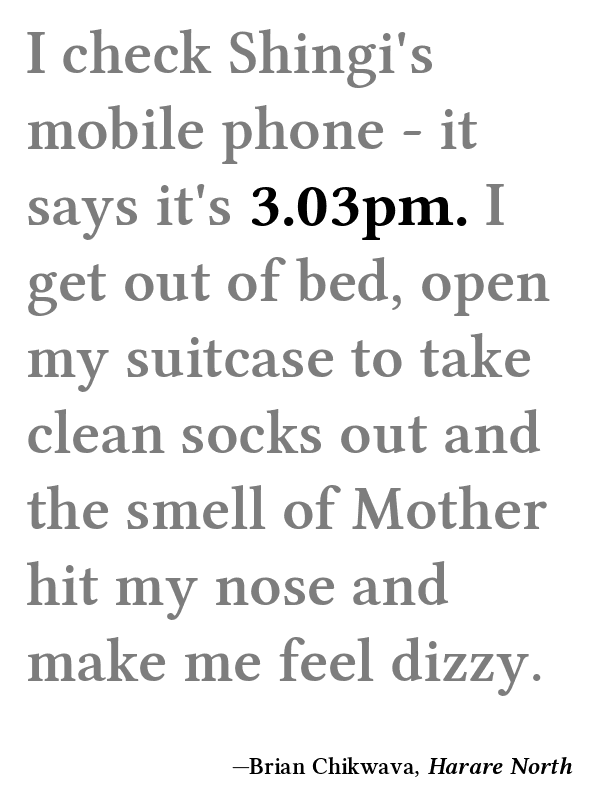 I check Shingi's
mobile phone - it
says it's 3.03pm. I
get out of bed, open
my suitcase to take
clean socks out and
the smell of Mother
hit my nose and
make me feel dizzy.
—Brian Chikwava, Harare North